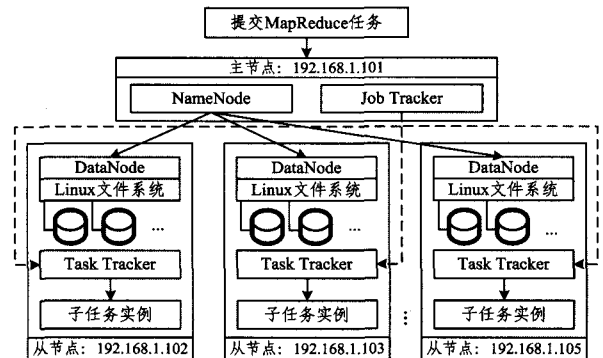 提交MapReduce任务
主节点：192.168.1.101
NameNode
Job Tracker
DataNode
Linux文件系统
...
Task Tracker
子任务实例
从节点：192.168.1.102
DataNode
Linux文件系统
...
Task Tracker
子任务实例
从节点：192.168.1.103
...
DataNode
Linux文件系统
...
Task Tracker
子任务实例
从节点：192.168.1.105